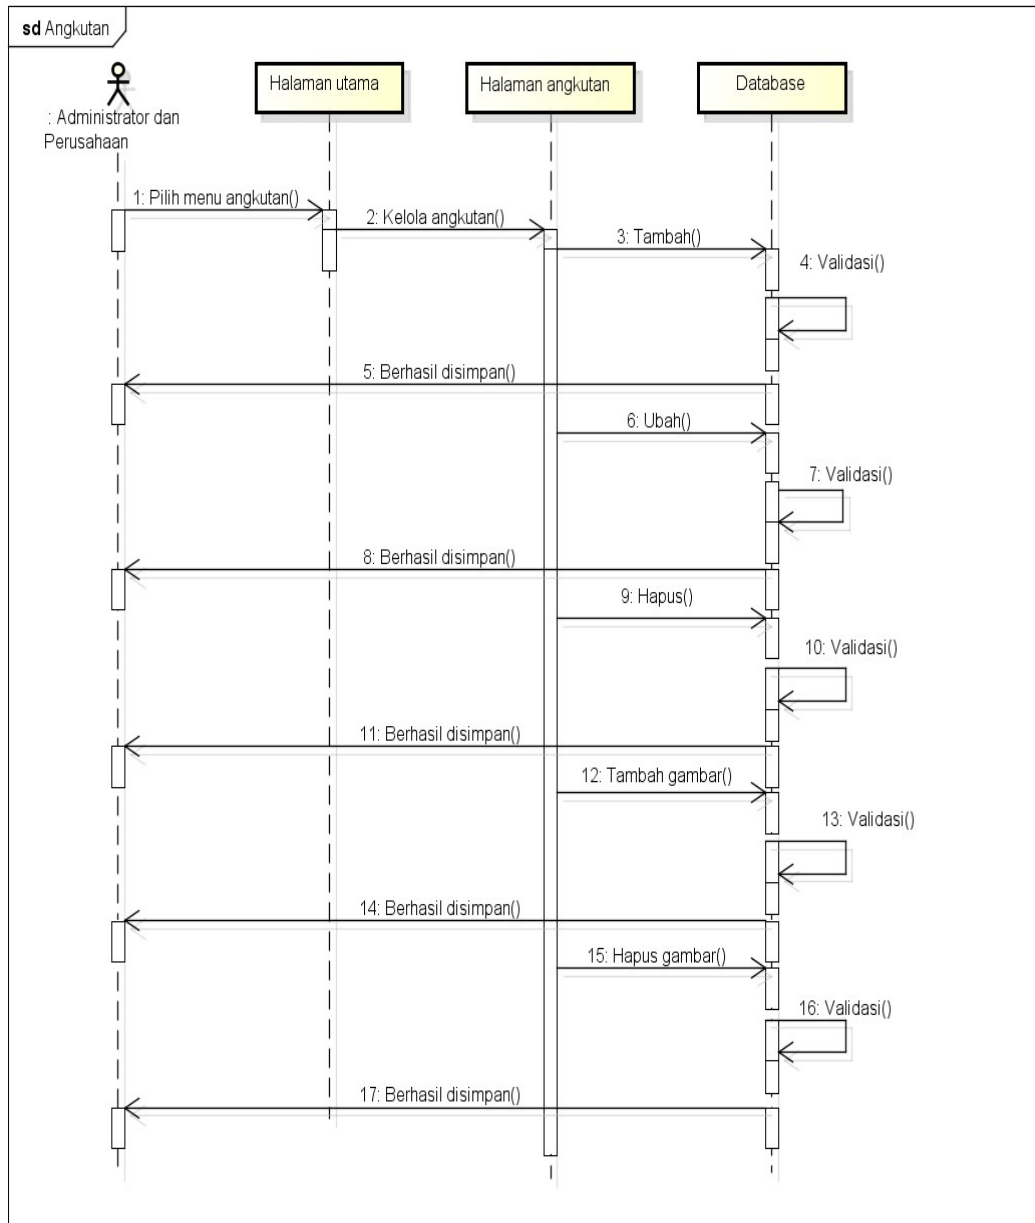 sd Angkutan
: Administrator dan
Perusahaan
Halaman utama
Halaman angkutan
Database
1: Pilih menu angkutan()
2: Kelola angkutan()
3: Tambah()
4: Validasi()
5: Berhasil disimpan()
6: Ubah()
7: Validasi()
8: Berhasil disimpan()
9: Hapus()
10: Validasi()
11: Berhasil disimpan()
12: Tambah gambar()
13: Validasi()
14: Berhasil disimpan()
15: Hapus gambar()
16: Validasi()
17: Berhasil disimpan()